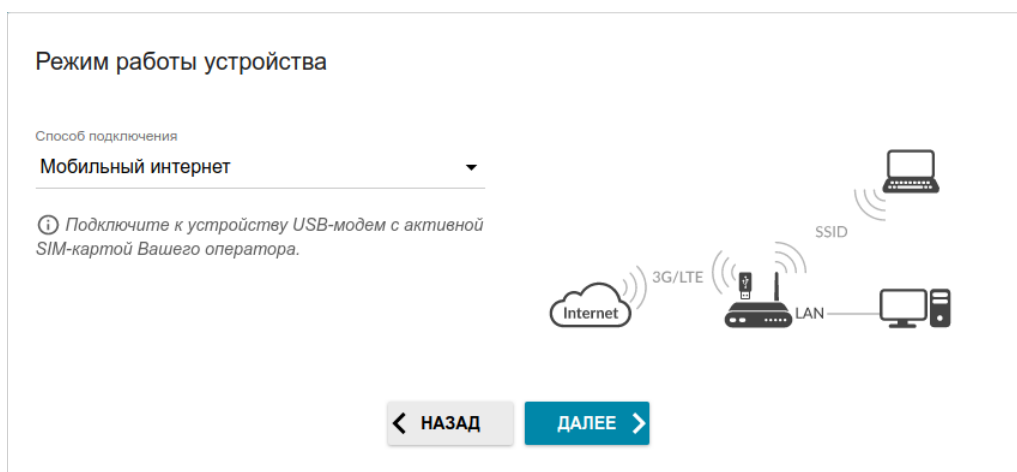 Режим работы устройства
Способ подключения
Мобильный интернет
Подключите к устройству USB-модем с активной
SIM-картой Вашего оператора.
SSID
3G/LTE
Internet
LAN
НАЗАД
ДАЛЕЕ